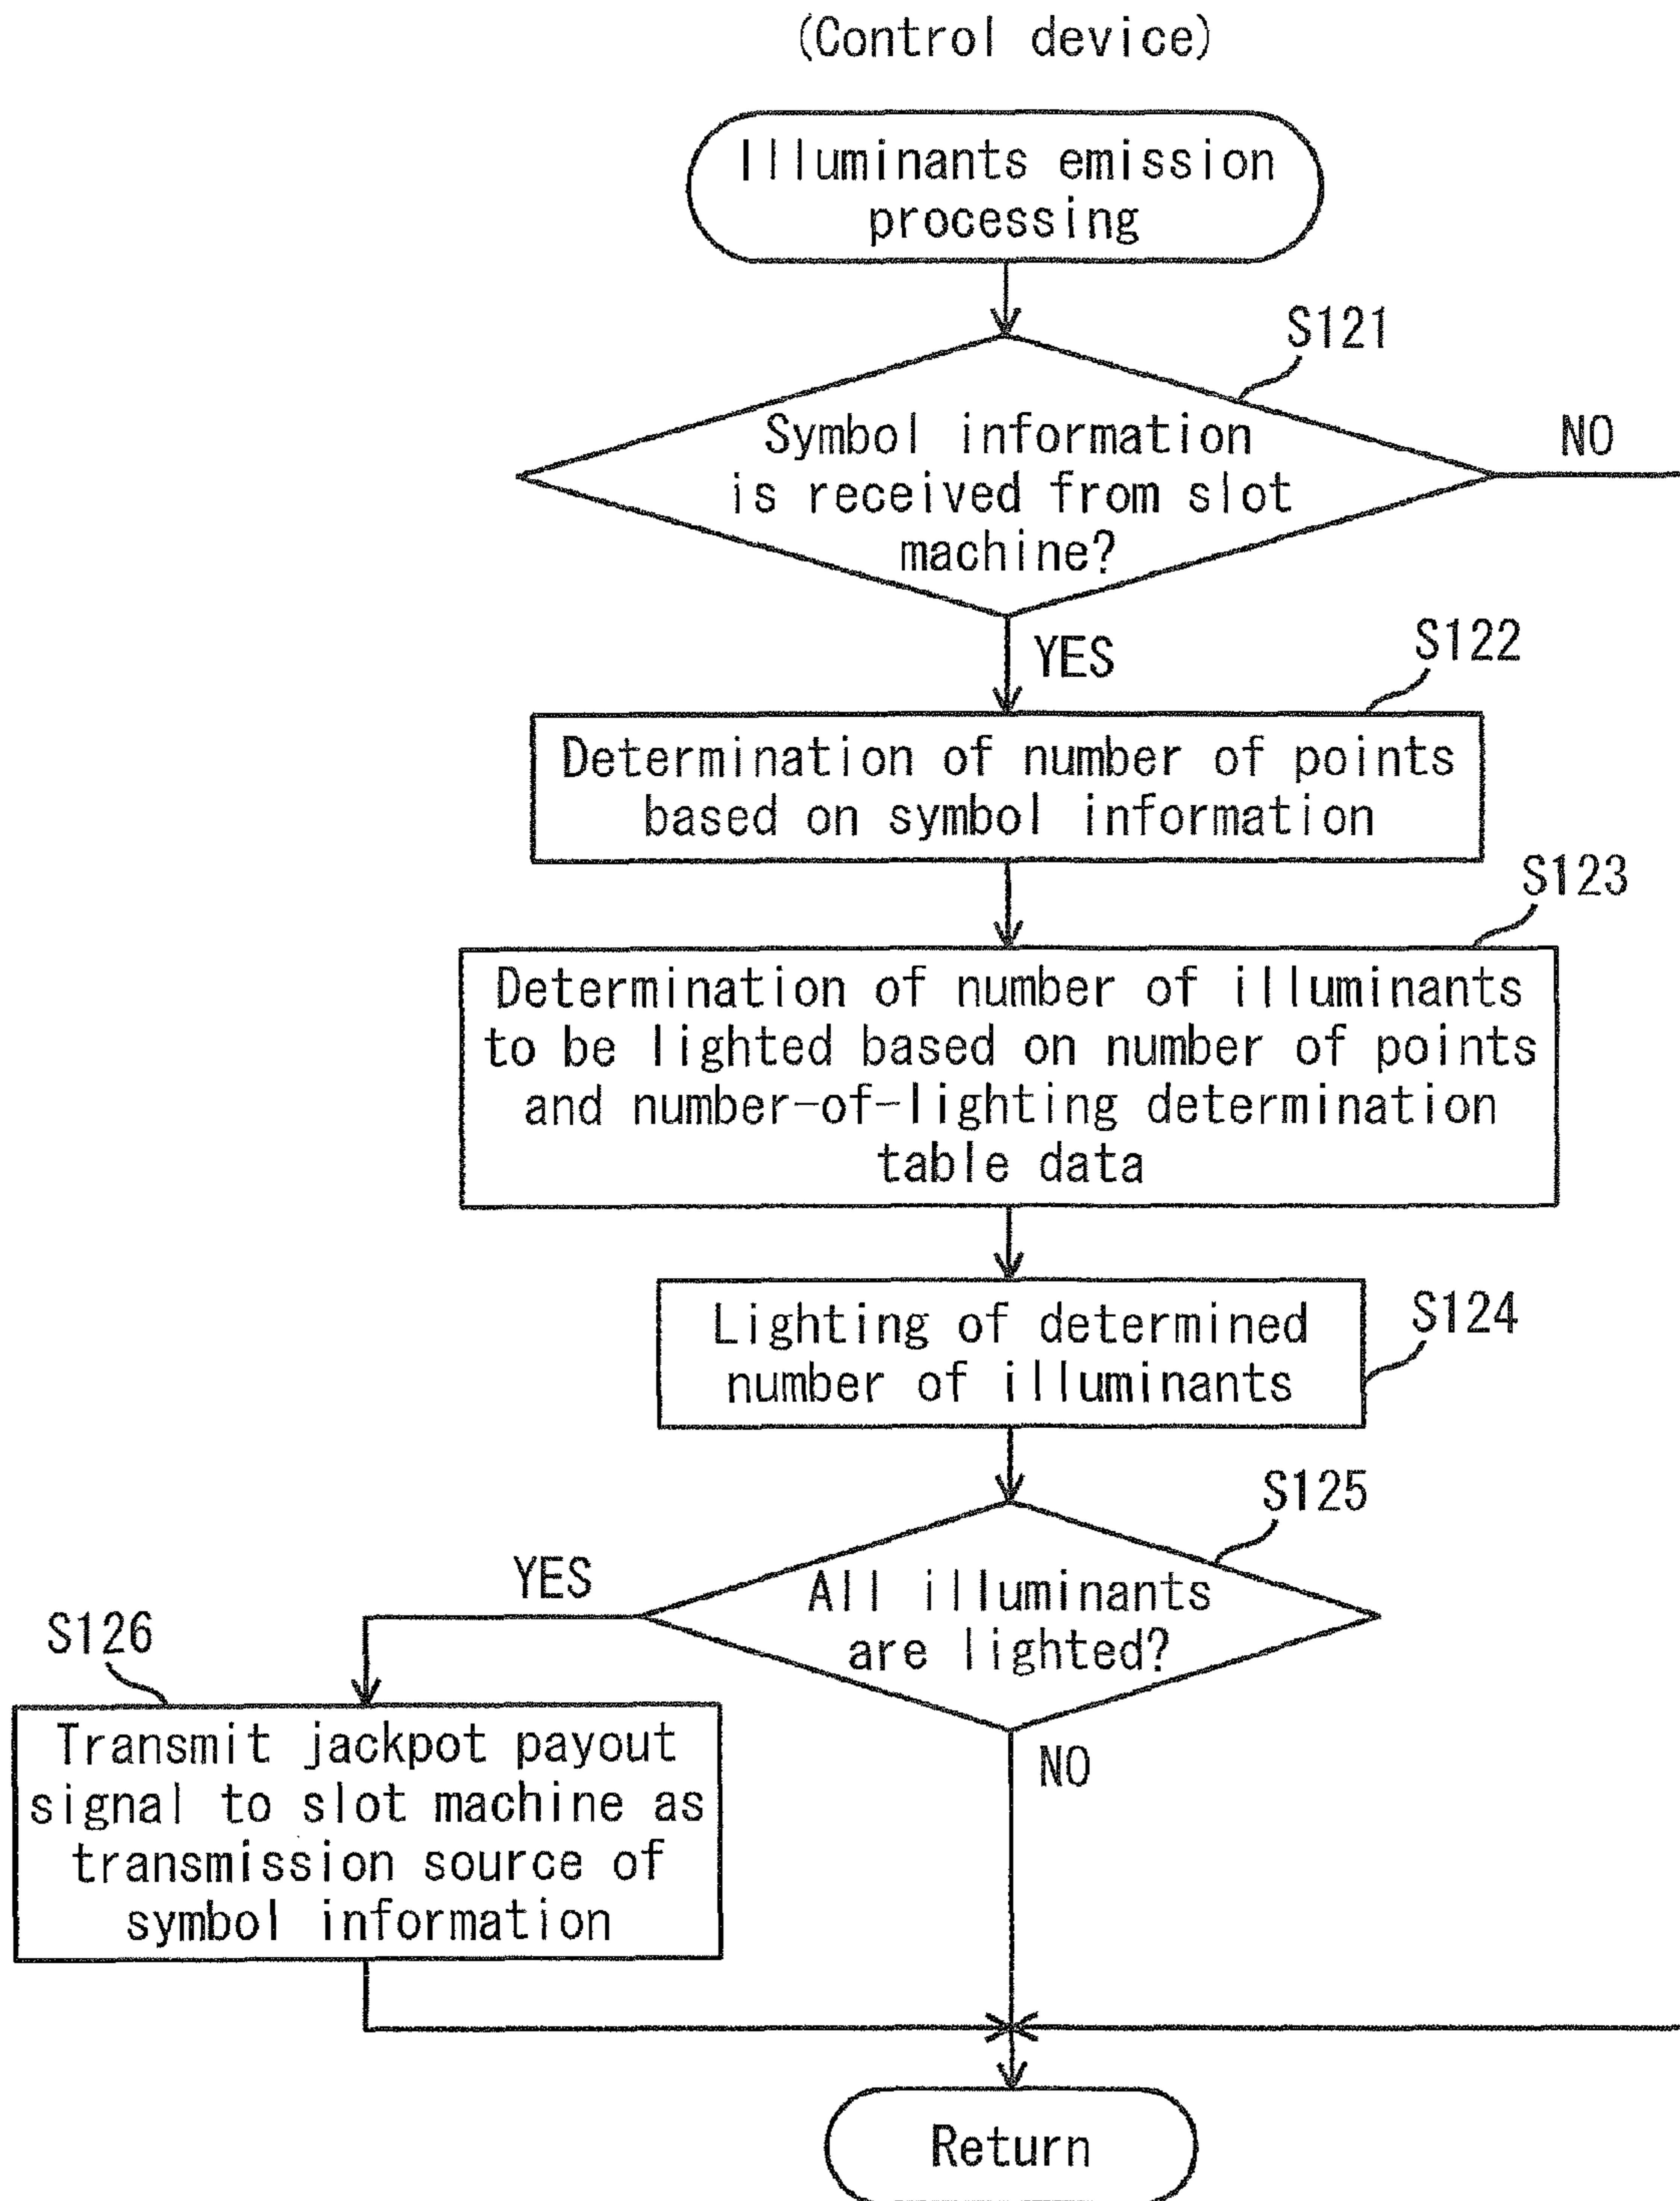 (Control device)
Illuminants emission
processing
S121
Symbol information
is received from slot
machine?
NO
YES
S122
Determination of number of points
based on symbol information
S123
Determination of number of illuminants
to be lighted based on number of points
and number-of-lighting determination
table data
S124
Lighting of determined
number of illuminants
S125
All illuminants
are lighted?
YES
NO
S126
Transmit jackpot payout
signal to slot machine as
transmission source of
symbol information
Return